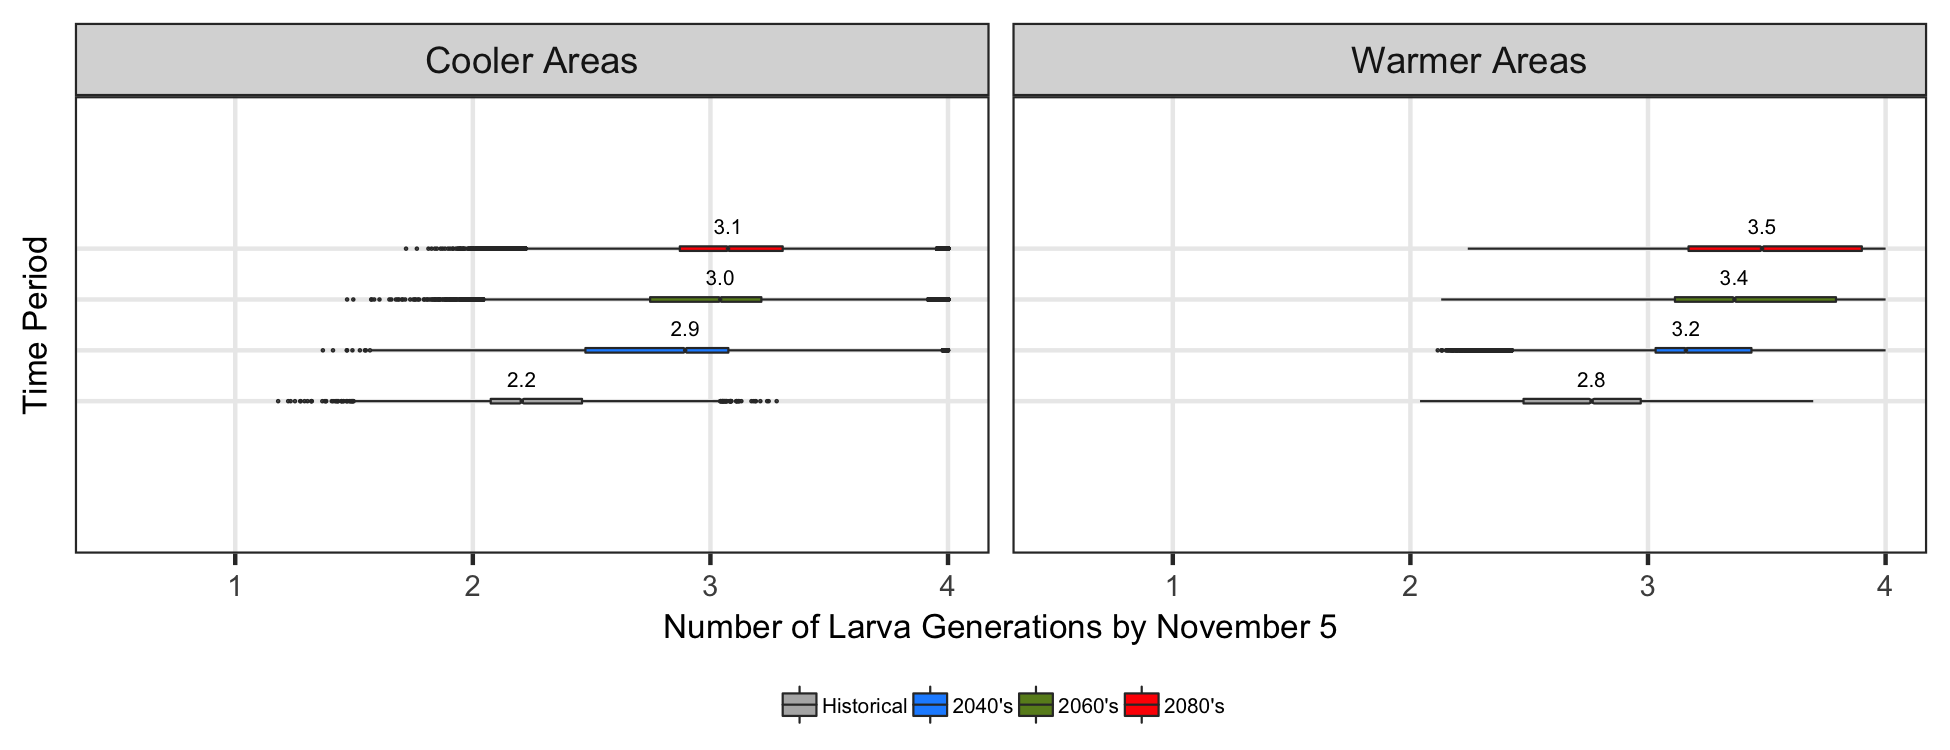 Cooler Areas
Warmer Areas
Time Period
3.1
3.0
2.9
2.2
3.5
3.4
3.2
2.8
1 2 3 4
1 2 3 4
Number of Larva Generations by November 5
Historical 2040's 2060's 2080's